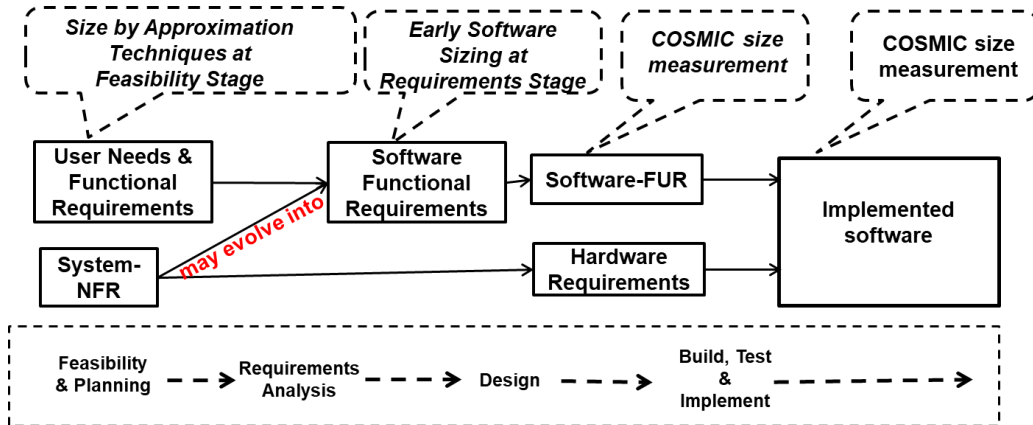 Size by Approximation
Techniques at
Feasibility Stage
Early Software
Sizing at
Requirements Stage
COSMIC size
measurement
COSMIC size
measurement
User Needs &
Functional
Requirements
Software
Functional
Requirements
Software-FUR
Implemented
software
may evolve into
System-
NFR
Hardware
Requirements
Feasibility
& Planning
Requirements
Analysis
Design
Build, Test
&
Implement